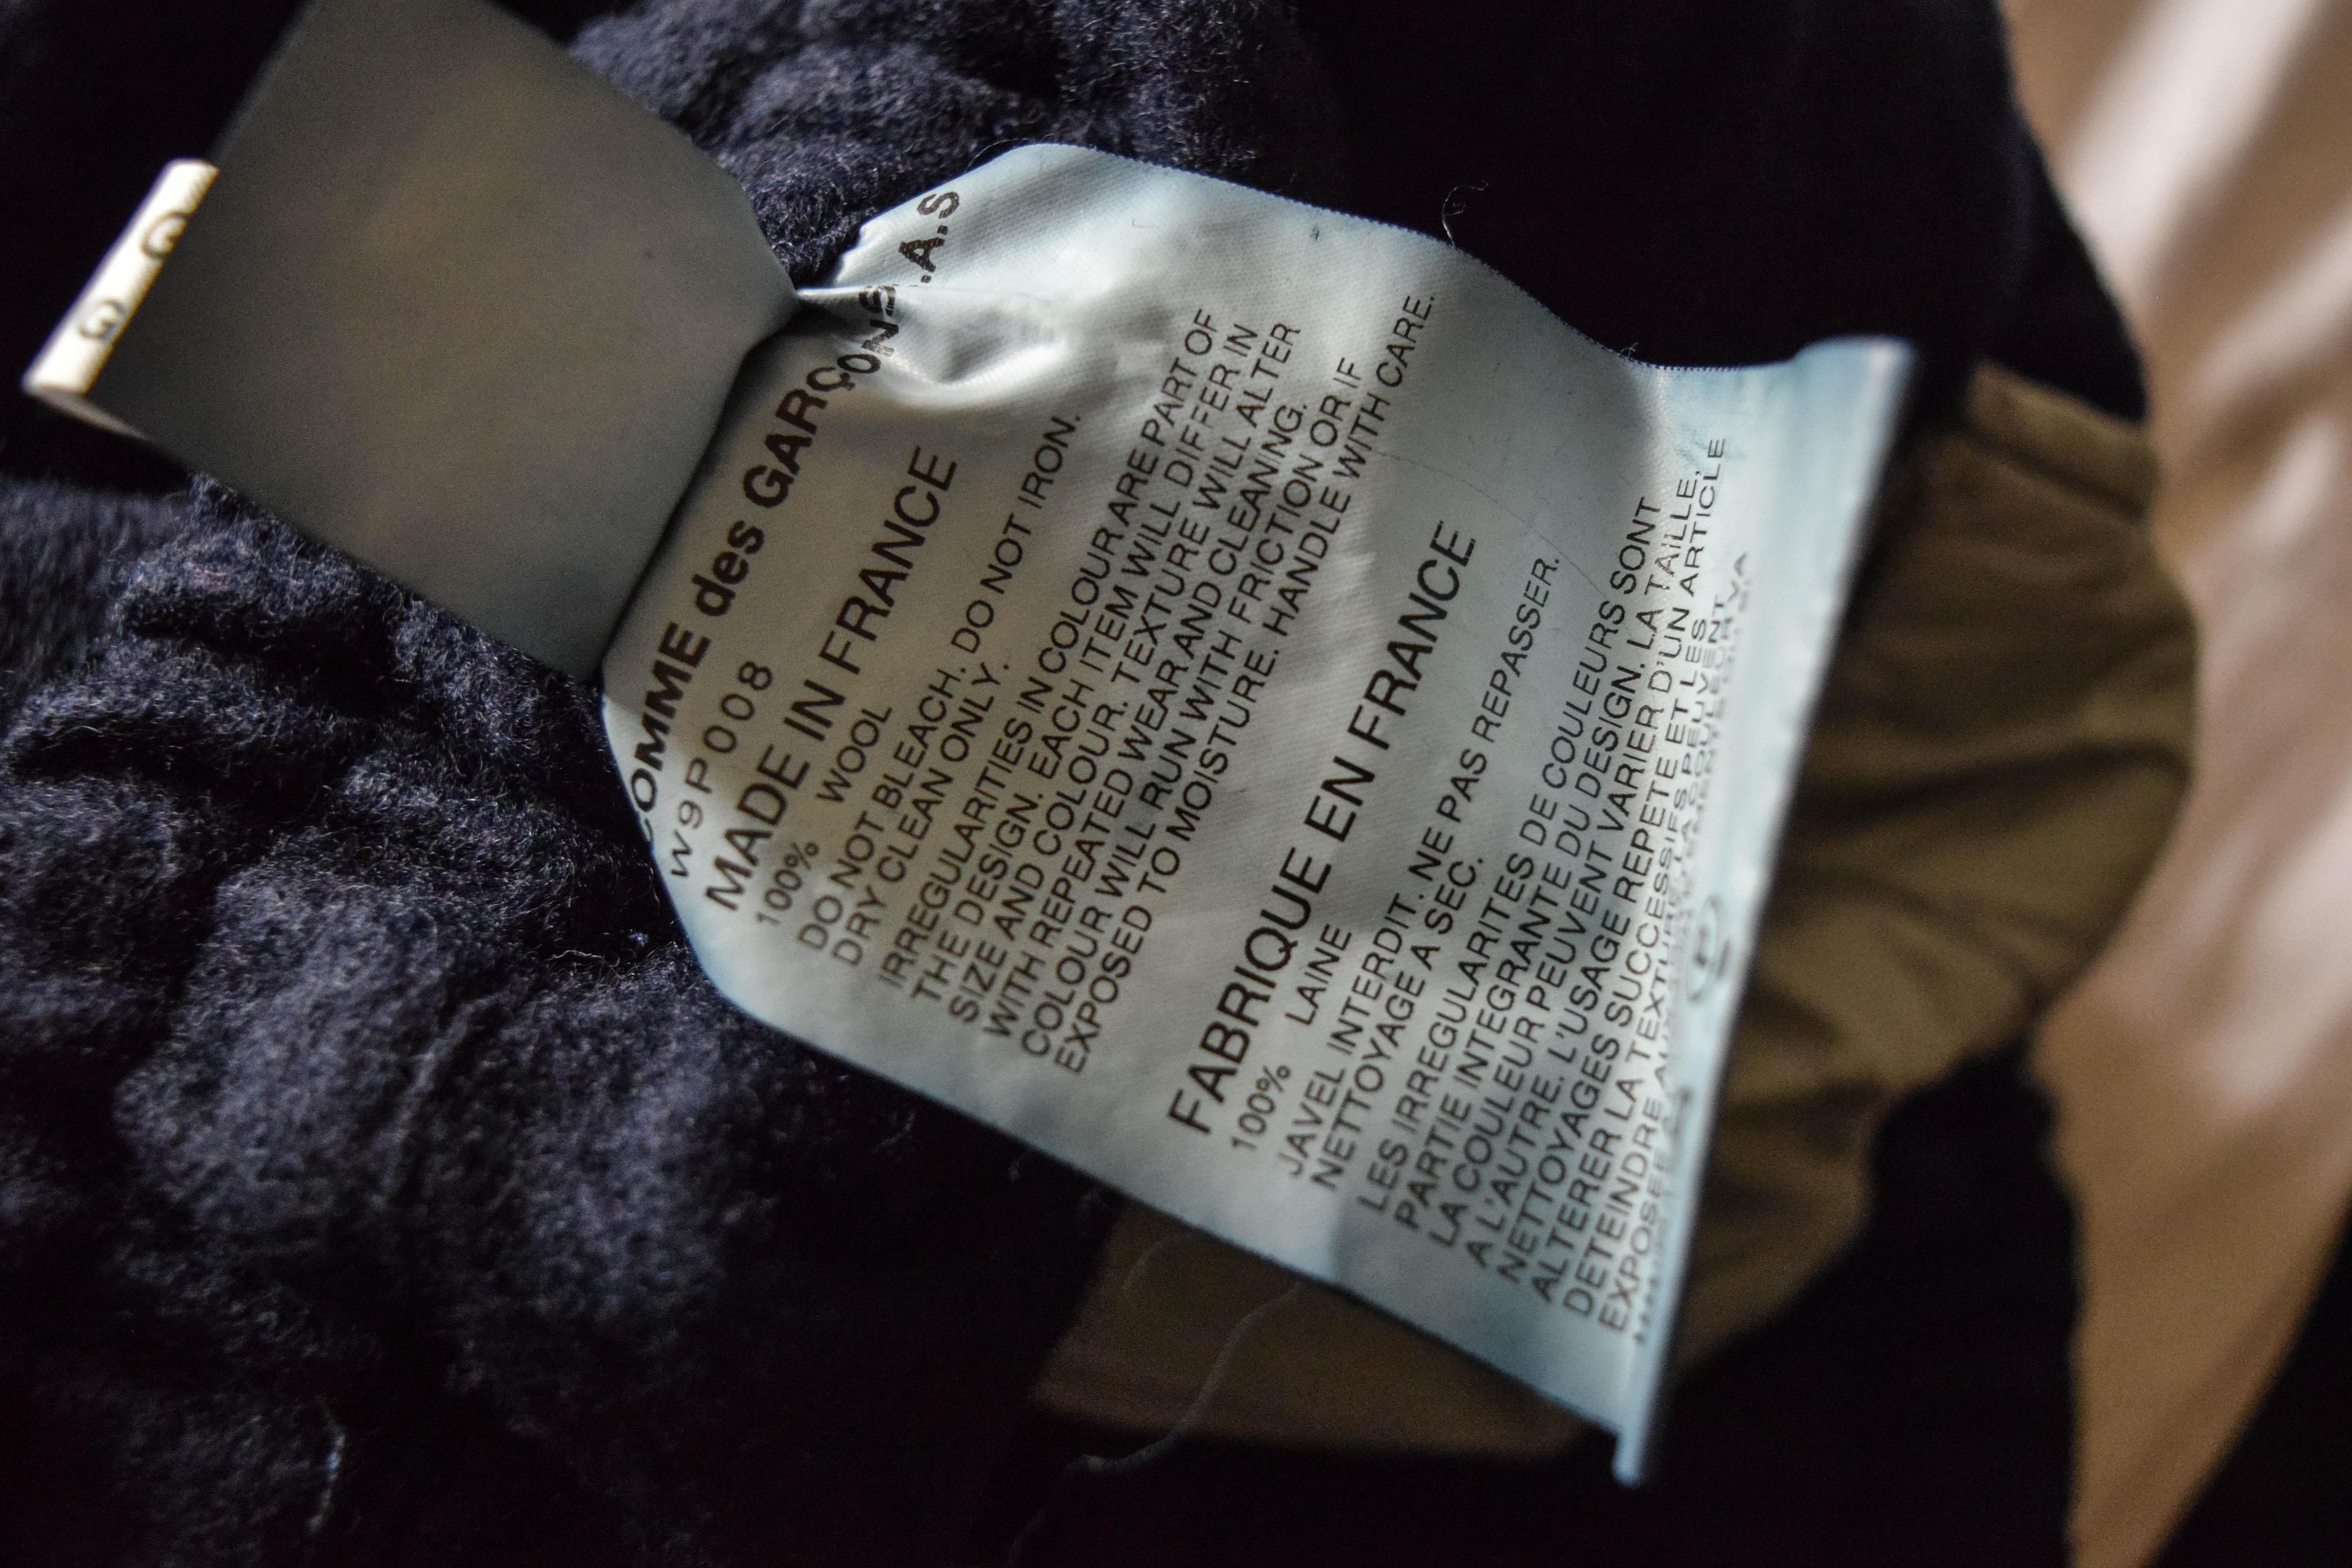 COMME des GARÇONS .A.S
W9P008
MADE IN FRANCE
100% WOOL
DO NOT BLEACH. DO NOT IRON.
DRY CLEAN ONLY.
IRREGULARITIES IN COLOUR ARE PART OF
THE DESIGN. EACH ITEM WILL DIFFER IN
SIZE AND COLOUR. TEXTURE WILL ALTER
WITH REPEATED WEAR AND CLEANING.
COLOUR WILL RUN WITH FRICTION OR IF
EXPOSED TO MOISTURE. HANDLE WITH CARE.
FABRIQUE EN FRANCE
100% LAINE
JAVEL INTERDIT. NE PAS REPASSER.
NETTOYAGE A SEC.
LES IRREGULARITES DE COULEURS SONT
PARTIE INTEGRANTE DU DESIGN. LA TAILLE,
LA COULEUR PEUVENT VARIER D'UN ARTICLE
A L'AUTRE. L'USAGE REPETE ET LES
NETTOYAGES SUCCESSIFS PEUVENT
ALTERER LA TEXTURE
DETEINDRE
EXPOSE
P
G
G